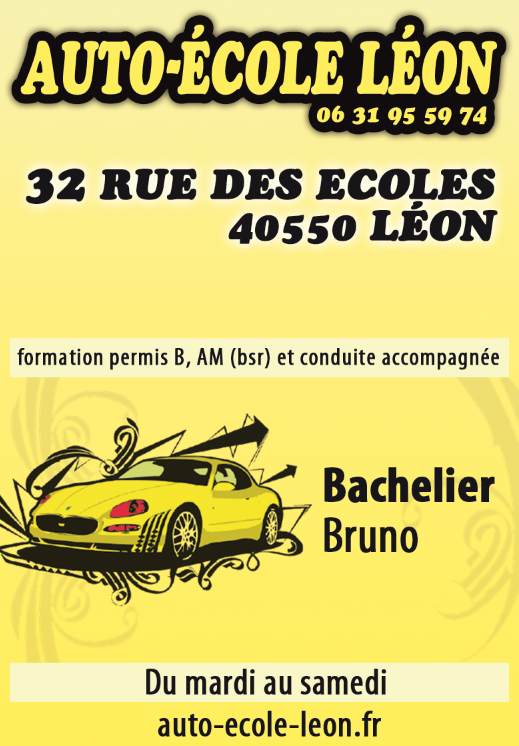 AUTO-ÉCOLE LÉON
06 31 95 59 74
32 RUE DES ECOLES
40550 LÉON
formation permis B, AM (bsr) et conduite accompagnée
Bachelier
Bruno
Du mardi au samedi
auto-ecole-leon.fr